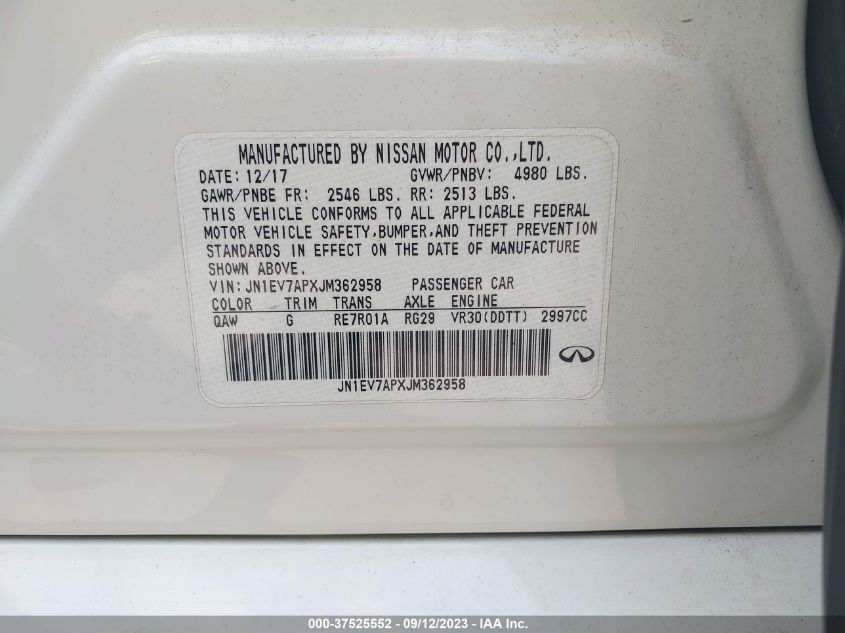 MANUFACTURED BY NISSAN MOTOR CO.,LTD.
DATE: 12/17 GVWR/PNBV: 4980 LBS.
GAWR/PNBE FR: 2546 LBS. RR: 2513 LBS.
THIS VEHICLE CONFORMS TO ALL APPLICABLE FEDERAL
MOTOR VEHICLE SAFETY,BUMPER,AND THEFT PREVENTION
STANDARDS IN EFFECT ON THE DATE OF MANUFACTURE
SHOWN ABOVE.
VIN: JN1EV7APXJM362958 PASSENGER CAR
COLOR TRIM TRANS AXLE ENGINE
QAW G RE7R01A RG29 VR30(DDTT) 2997CC
JN1EV7APXJM362958
000-37525552 - 09/12/2023 - © IAA Inc.